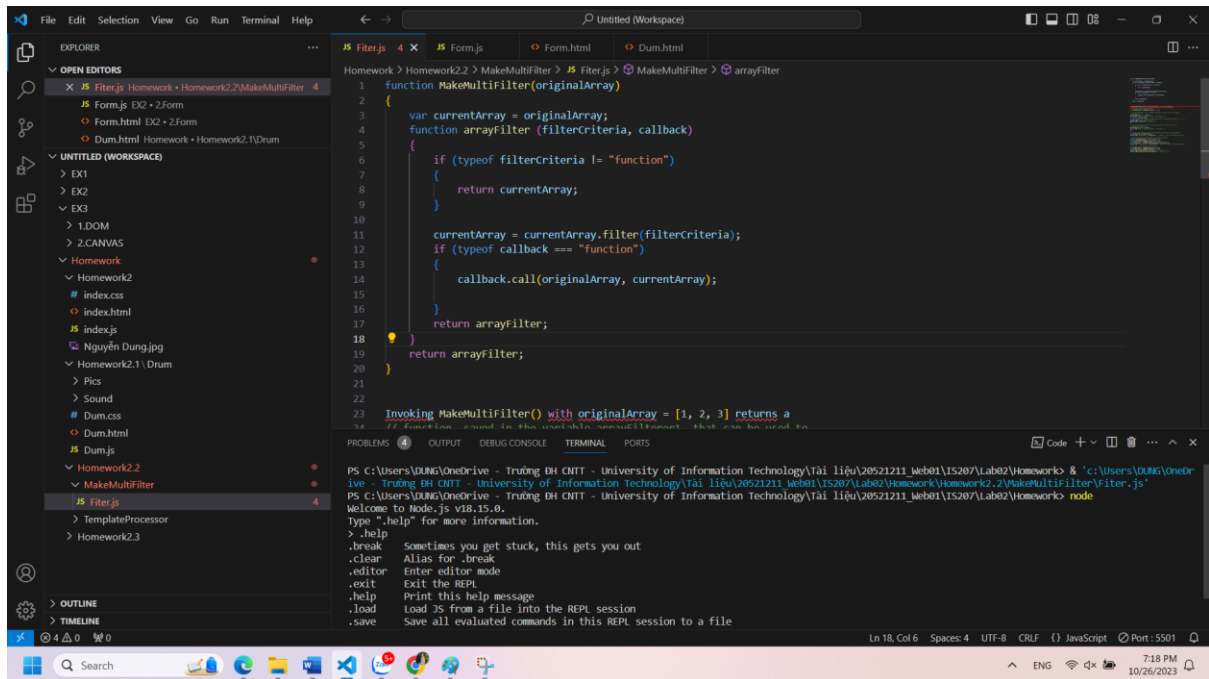 File Edit Selection View Go Run Terminal Help
Untitled (Workspace)
EXPLORER
OPEN EDITORS
JS Fiter.js Homework • Homework2.2\MakeMultiFilter 4
JS Form.js EX2 • 2.Form
Form.html EX2 • 2.Form
Dum.html Homework • Homework2.1\Drum
UNTITLED (WORKSPACE)
EX1
EX2
EX3
1.DOM
2.CANVAS
Homework
Homework2
# index.css
index.html
JS index.js
Nguyễn Dung.jpg
Homework2.1\Drum
Pics
Sound
# Dum.css
Dum.html
JS Dum.js
Homework2.2
MakeMultiFilter
JS Fiter.js 4
TemplateProcessor
Homework2.3
OUTLINE
TIMELINE
JS Fiter.js 4 JS Form.js Form.html Dum.html
Homework > Homework2.2 > MakeMultiFilter > JS Fiter.js > MakeMultiFilter > arrayFilter
1 function MakeMultiFilter(originalArray)
2 {
3 var currentArray = originalArray;
4 function arrayFilter (filterCriteria, callback)
5 {
6 if (typeof filterCriteria != "function")
7 {
8 return currentArray;
9 }
10
11 currentArray = currentArray.filter(filterCriteria);
12 if (typeof callback === "function")
13 {
14 callback.call(originalArray, currentArray);
15
16 }
17 return arrayFilter;
18 }
19 return arrayFilter;
20 }
21
22
23 Invoking MakeMultiFilter() with originalArray = [1, 2, 3] returns a
PROBLEMS 4 OUTPUT DEBUG CONSOLE TERMINAL PORTS
Code
PS C:\Users\DUNG\OneDrive - Trường ĐH CNTT - University of Information Technology\Tài liệu\20521211_Web01\IS207\Lab02\Homework> & 'c:\Users\DUNG\OneDr
ive - Trường ĐH CNTT - University of Information Technology\Tài liệu\20521211_Web01\IS207\Lab02\Homework\Homework2.2\MakeMultiFilter\Fiter.js'
PS C:\Users\DUNG\OneDrive - Trường ĐH CNTT - University of Information Technology\Tài liệu\20521211_Web01\IS207\Lab02\Homework> node
Welcome to Node.js v18.15.0.
Type ".help" for more information.
> .help
.break Sometimes you get stuck, this gets you out
.clear Alias for .break
.editor Enter editor mode
.exit Exit the REPL
.help Print this help message
.load Load JS from a file into the REPL session
.save Save all evaluated commands in this REPL session to a file
4 0 0
Ln 18, Col 6 Spaces: 4 UTF-8 CRLF {} JavaScript Port : 5501
Search
ENG
7:18 PM
10/26/2023